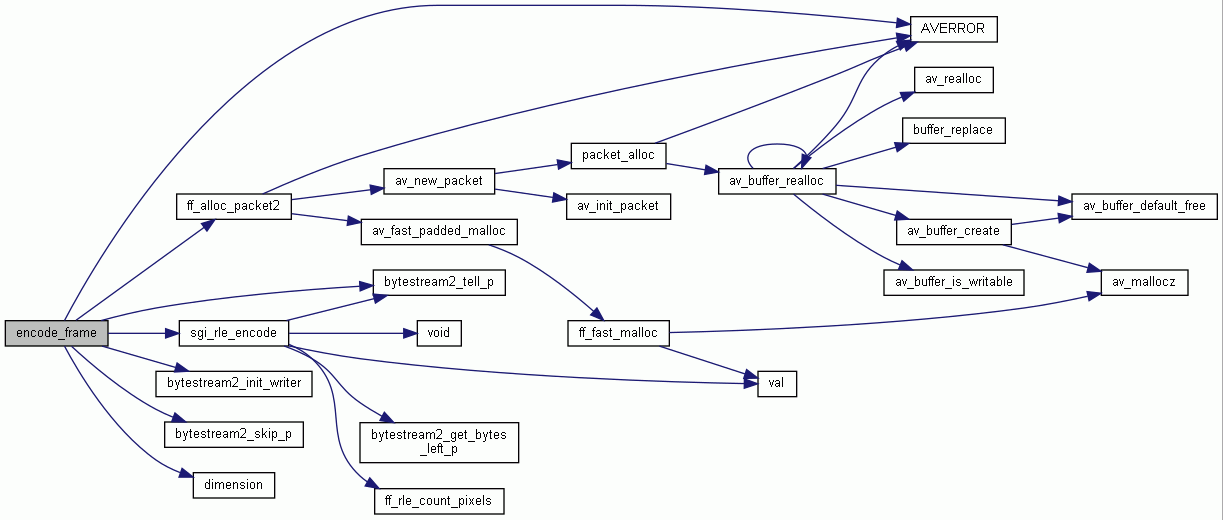 AVERROR
av_realloc
buffer_replace
packet_alloc
av_buffer_realloc
av_new_packet
ff_alloc_packet2
av_init_packet
av_buffer_default_free
av_fast_padded_malloc
av_buffer_create
bytestream2_tell_p
av_buffer_is_writable
av_mallocz
encode_frame
sgi_rle_encode
void
ff_fast_malloc
bytestream2_init_writer
val
bytestream2_skip_p
bytestream2_get_bytes
_left_p
dimension
ff_rle_count_pixels